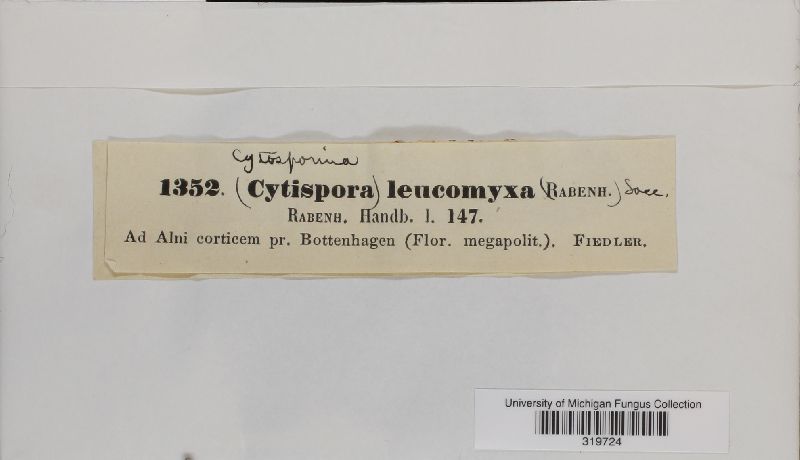 Cytosporina
1352. (Cytispora) leucomyxa (RABENH.) Sacc.
RABENH. Handb. I. 147.
Ad Alni corticem pr. Bottenhagen (Flor. megapolit.). FIEDLER.
University of Michigan Fungus Collection
319724